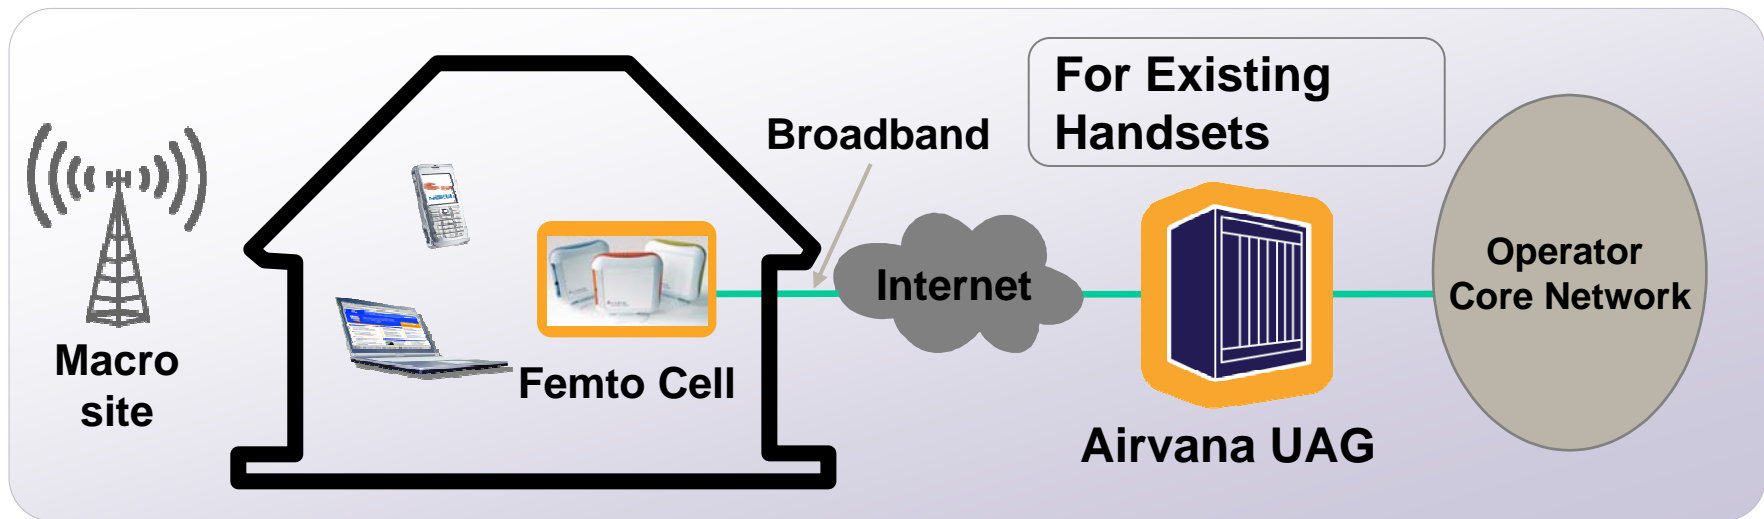 For Existing
Handsets
Broadband
Operator
Core Network
Internet
Macro
site
Femto Cell
Airvana UAG